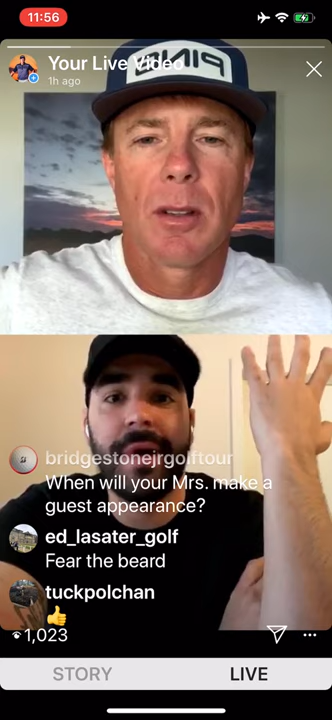 11:56
Your Live Video
1h ago
PING
bridgestonejrgolftour
When will your Mrs. make a
guest appearance?
ed_lasater_golf
Fear the beard
tuckpolchan
👍
1,023
STORY
LIVE